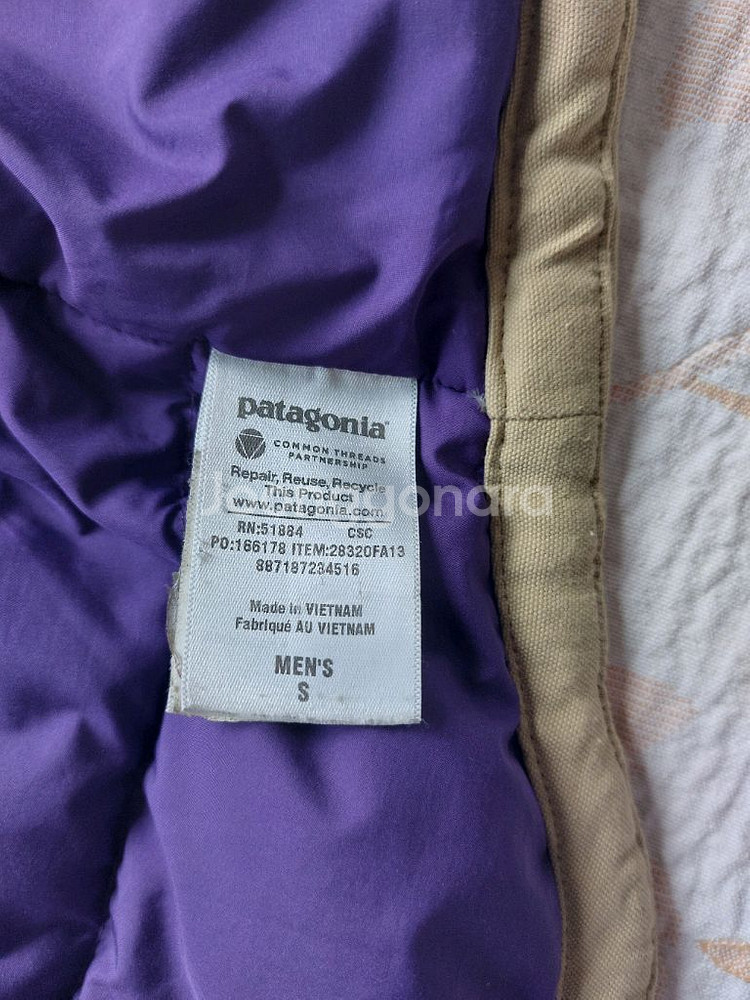 patagonia®
COMMON THREADS
PARTNERSHIP
Repair, Reuse, Recycle
This Product
www.patagonia.com
RN:51884 CSC
PO:166178 ITEM:28320FA13
887187234516
Made in VIETNAM
Fabriqué AU VIETNAM
MEN'S
S